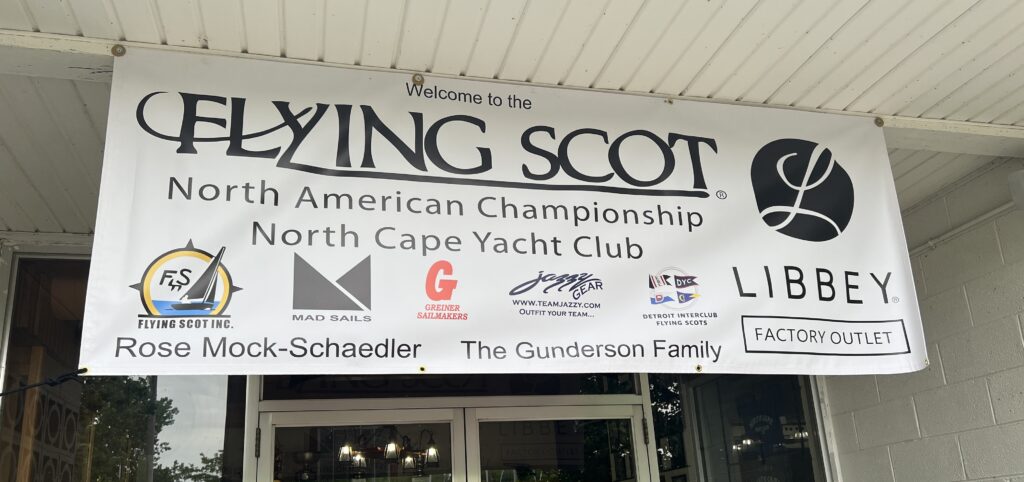 Welcome to the
FLYING SCOT®
North American Championship
North Cape Yacht Club
FS
FLYING SCOT INC.
MAD SAILS
G
GREINER
SAILMAKERS
Jazzy
GEAR
WWW.TEAMJAZZY.COM
OUTFIT YOUR TEAM...
DYC
DETROIT INTERCLUB
FLYING SCOTS
L
LIBBEY®
FACTORY OUTLET
Rose Mock-Schaedler
The Gunderson Family